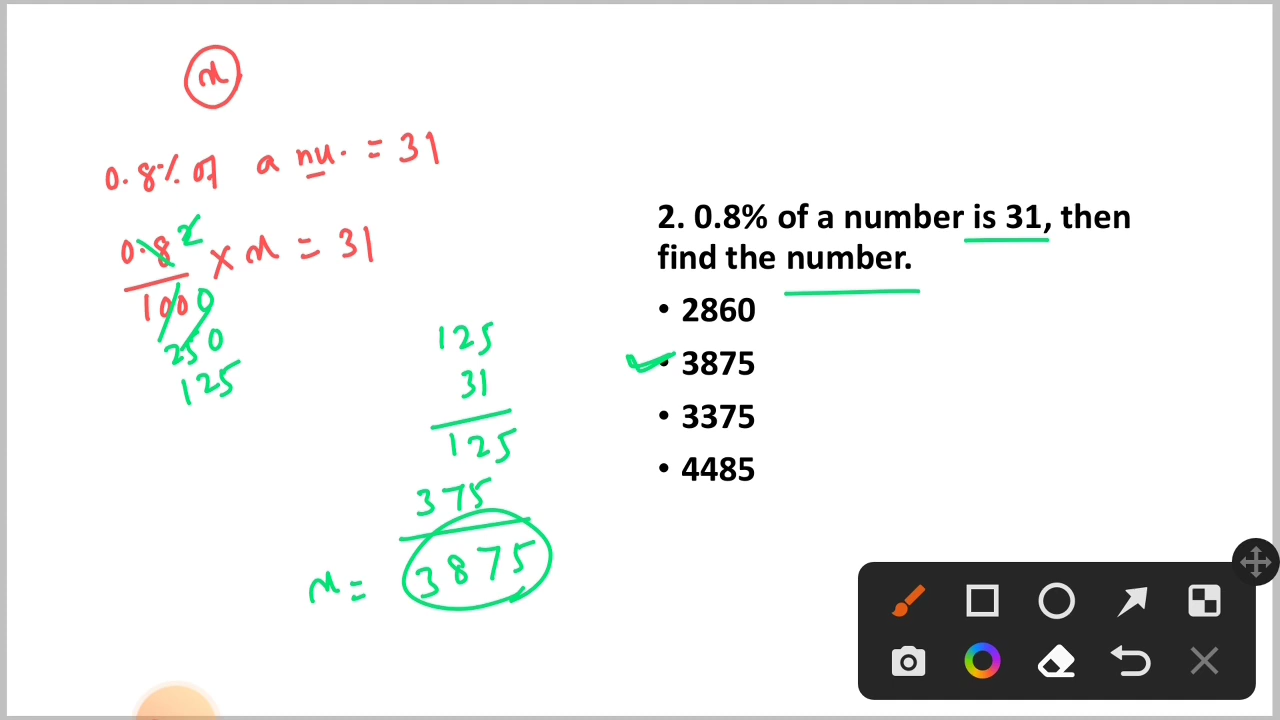 x
0.8% of a nu. = 31
0.8 2 × x = 31
1000
250
125
125
31
125
375
x = 3875
2. 0.8% of a number is 31, then
find the number.
• 2860
• 3875
• 3375
• 4485